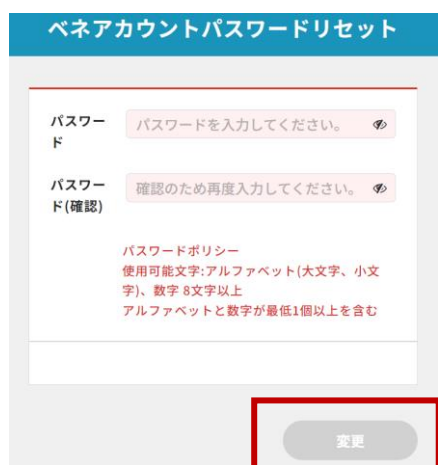 ベネアカウントパスワードリセット
パスワー
ド
パスワードを入力してください。
パスワー
ド(確認)
確認のため再度入力してください。
パスワードポリシー
使用可能文字:アルファベット(大文字、小文
字)、数字 8文字以上
アルファベットと数字が最低1個以上を含む
変更